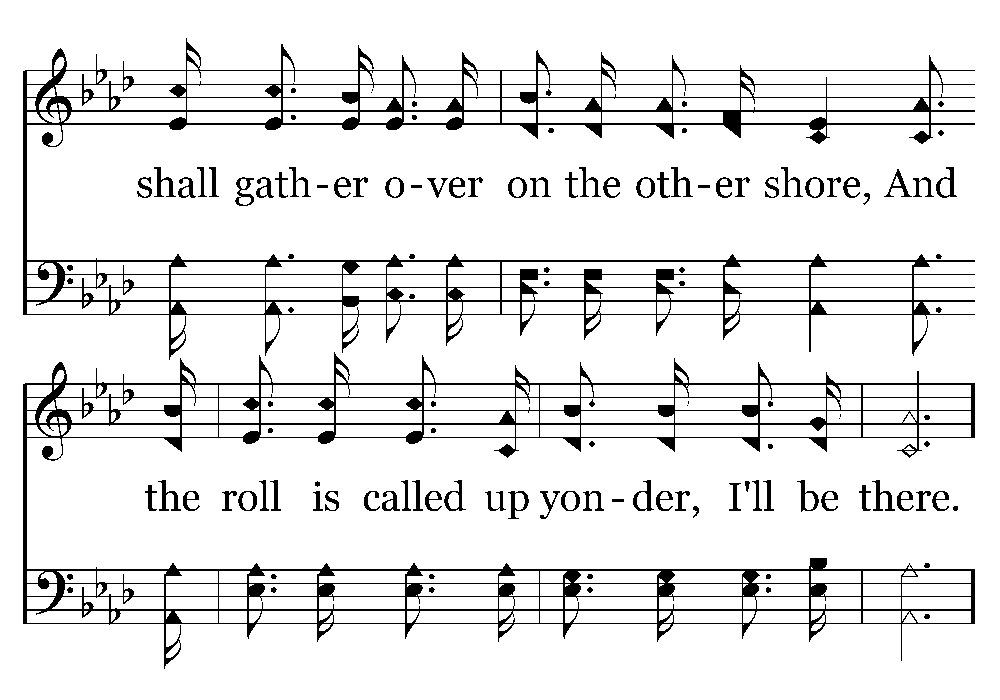 shall gath-er o-ver on the oth-er shore, And
the roll is called up yon-der, I'll be there.